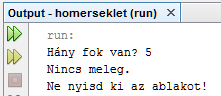 Output - homerseklet (run) ×
run:
Hány fok van? 5
Nincs meleg.
Ne nyisd ki az ablakot!